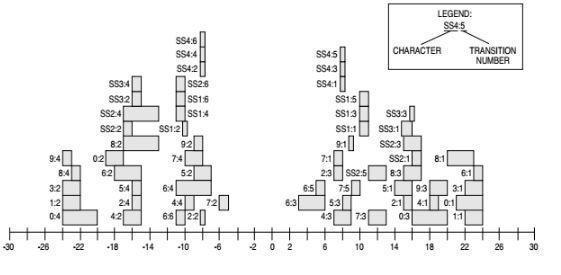 LEGEND:
SS4:5
CHARACTER TRANSITION
NUMBER
SS4:6
SS4:4 SS4:5
SS4:2 SS4:3
SS3:4 SS2:6 SS4:1
SS3:2 SS1:6 SS1:5
SS2:4 SS1:4 SS1:3 SS3:3
SS2:2 SS1:2 SS1:1 SS3:1
8:2 9:2 9:1 SS2:3
9:4 0:2 7:4 7:1 SS2:1 8:1
8:4 6:2 5:2 2:3 SS2:5 8:3 6:1
3:2 5:4 6:4 6:5 7:5 5:1 9:3 3:1
1:2 2:4 4:4 7:2 6:3 5:3 2:1 4:1 0:1
0:4 4:2 6:6 2:2 4:3 7:3 0:3 1:1
-30 -26 -22 -18 -14 -10 -6 0 2 6 10 14 18 22 26 30